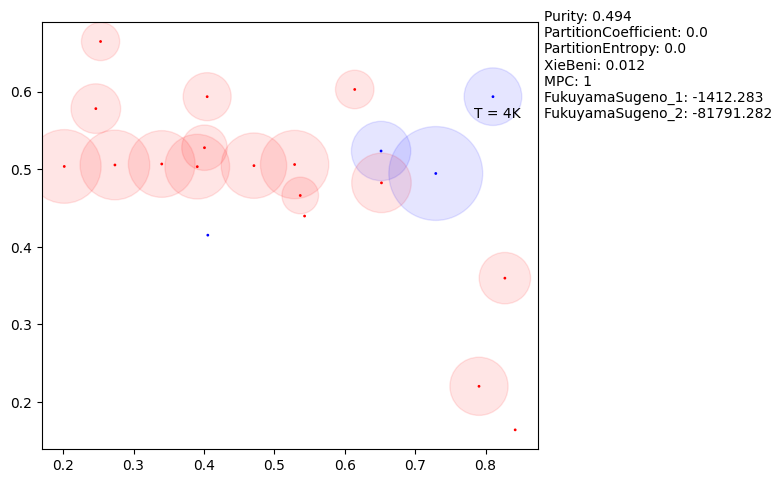 Purity: 0.494
PartitionCoefficient: 0.0
PartitionEntropy: 0.0
XieBeni: 0.012
MPC: 1
FukuyamaSugeno_1: -1412.283
FukuyamaSugeno_2: -81791.282
T = 4K
0.6
0.5
0.4
0.3
0.2
0.2 0.3 0.4 0.5 0.6 0.7 0.8